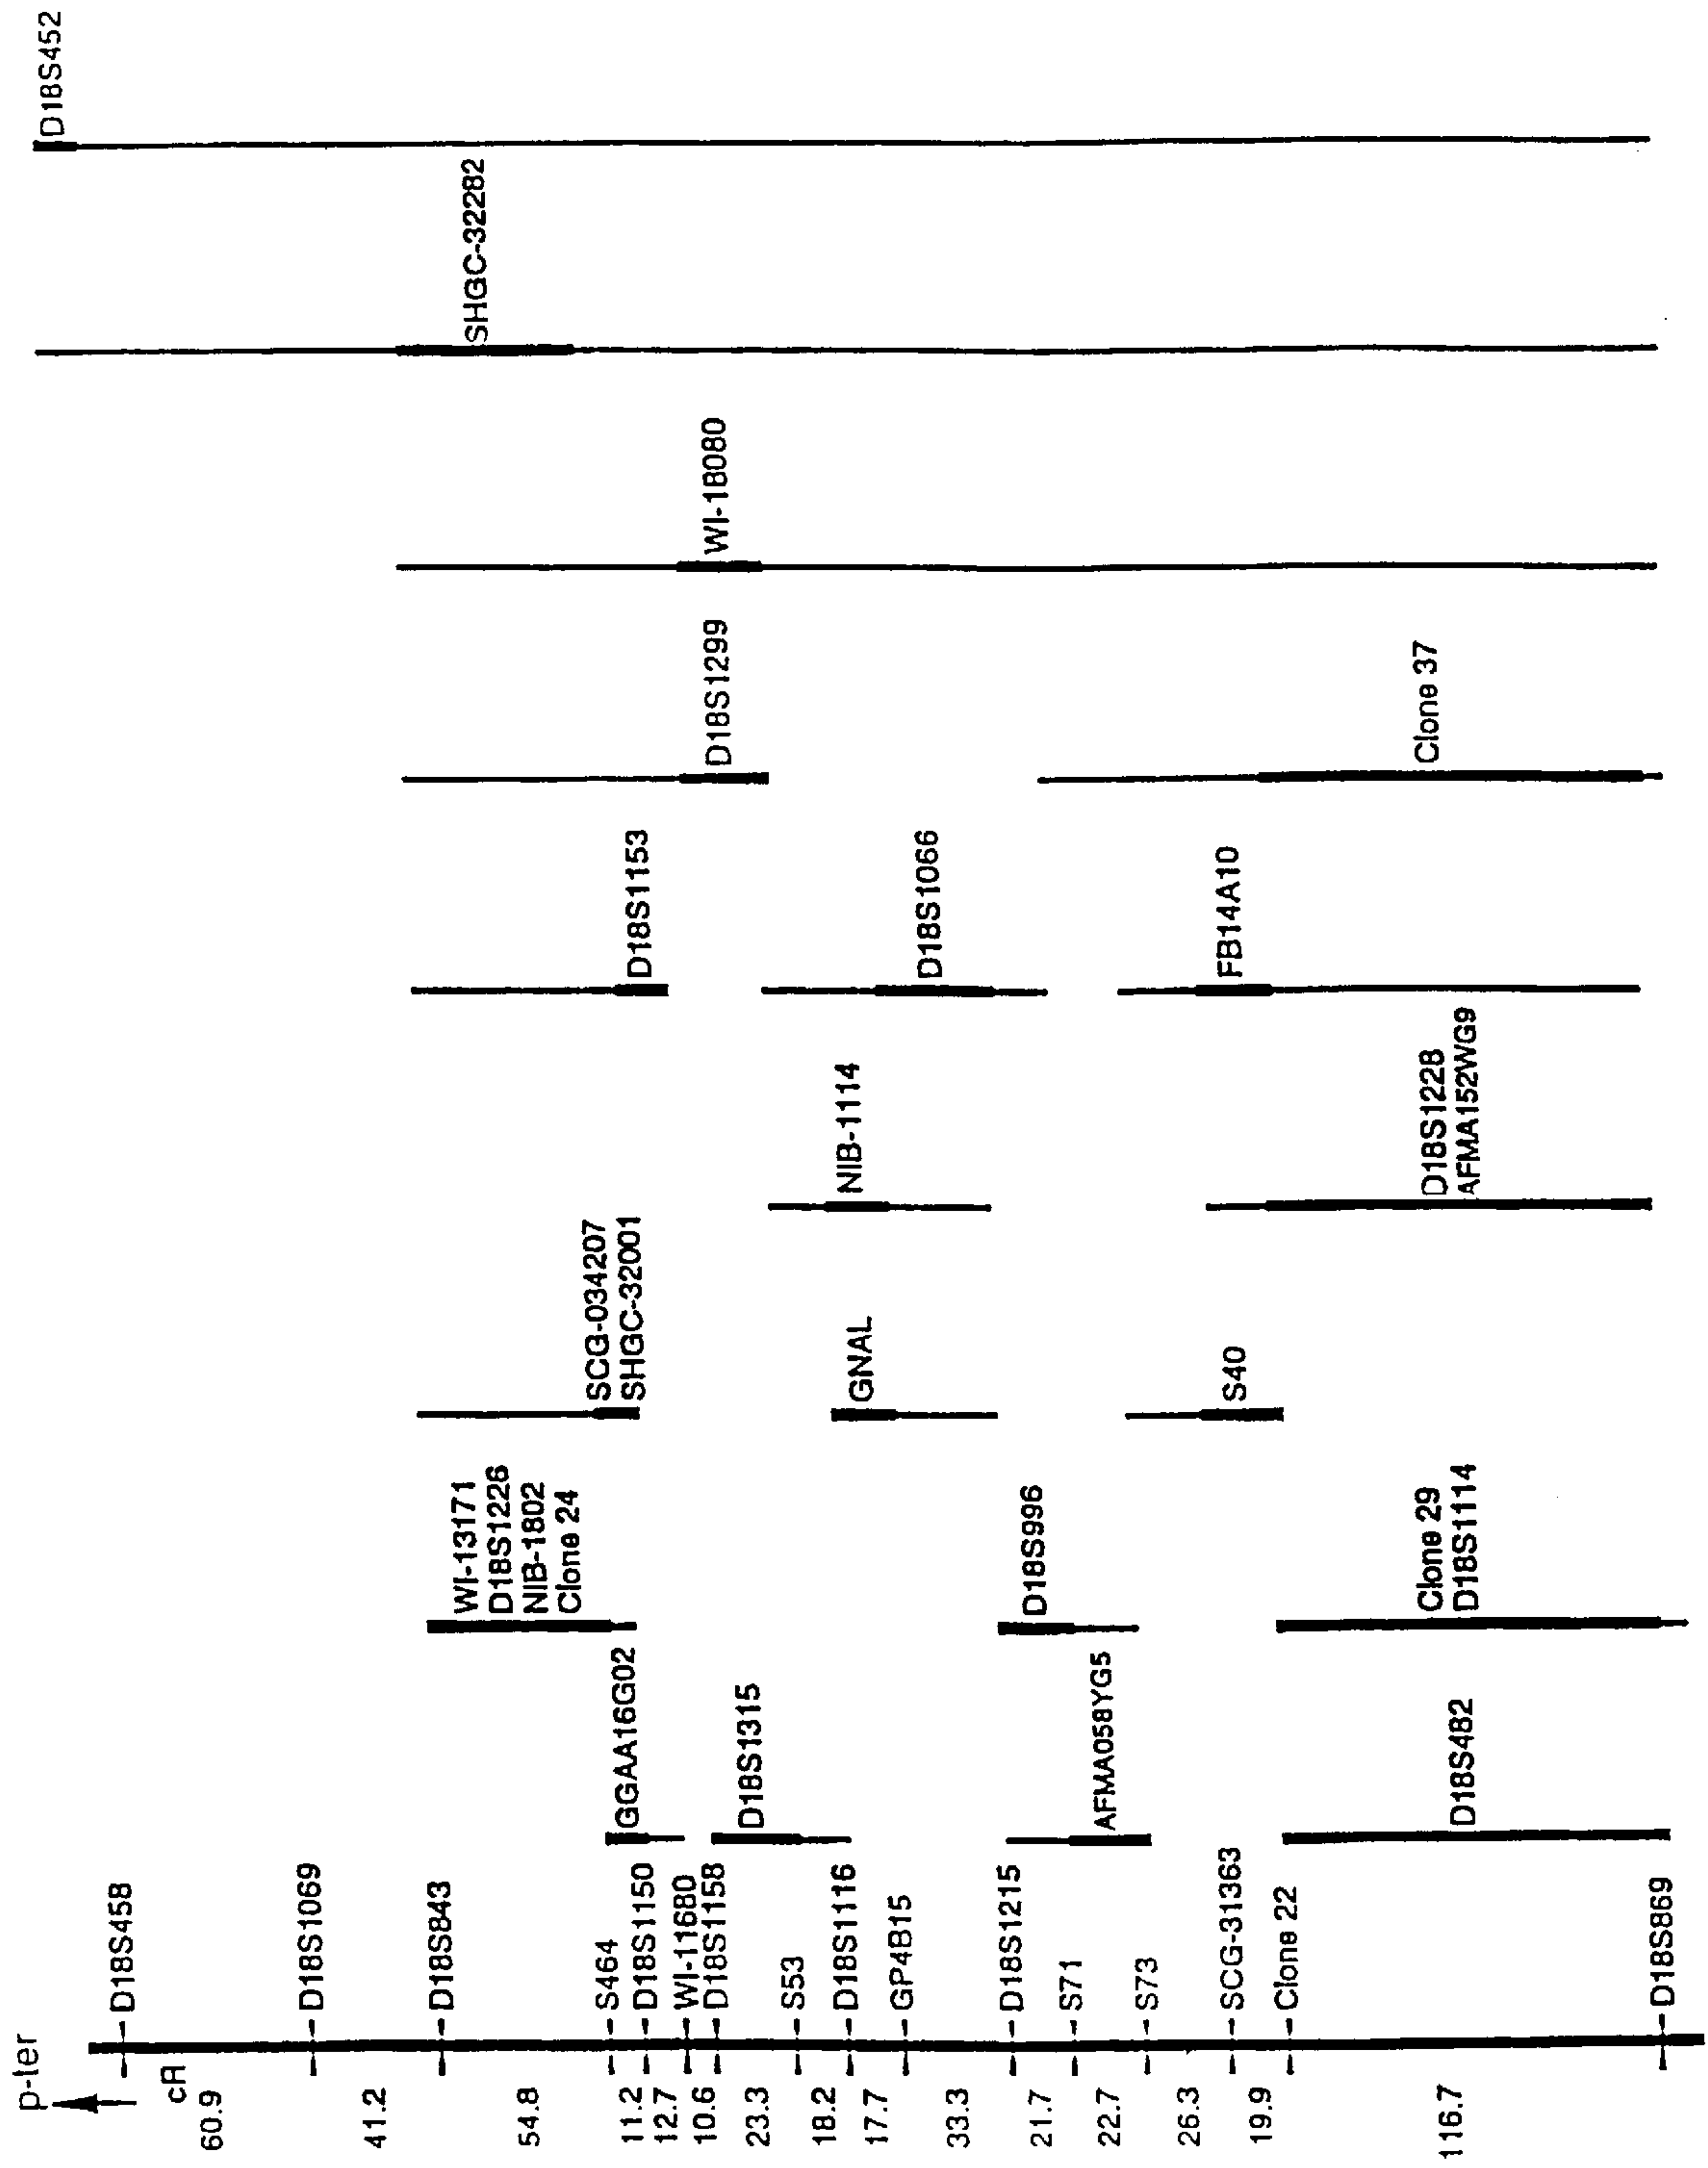 p-ter
cR
60.9
41.2
54.8
11.2
12.7
10.6
23.3
18.2
17.7
33.3
21.7
22.7
26.3
19.9
116.7
D18S458
D18S1069
D18S843
S464
D18S1150
WI-11680
D18S1158
S53
D18S1116
GP4B15
D18S1215
S71
S73
SCG-31363
Clone 22
D18S869
GGAA16G02
D18S1315
AFMA058YG5
D18S482
WI-13171
D18S1226
NIB-1802
Clone 24
D18S996
Clone 29
D18S1114
SCG-034207
SHGC-32001
GNAL
S40
NIB-1114
D18S1228
AFMA152WG9
D18S1153
D18S1066
FB14A10
D18S1299
Clone 37
WI-18080
SHGC-32282
D18S452